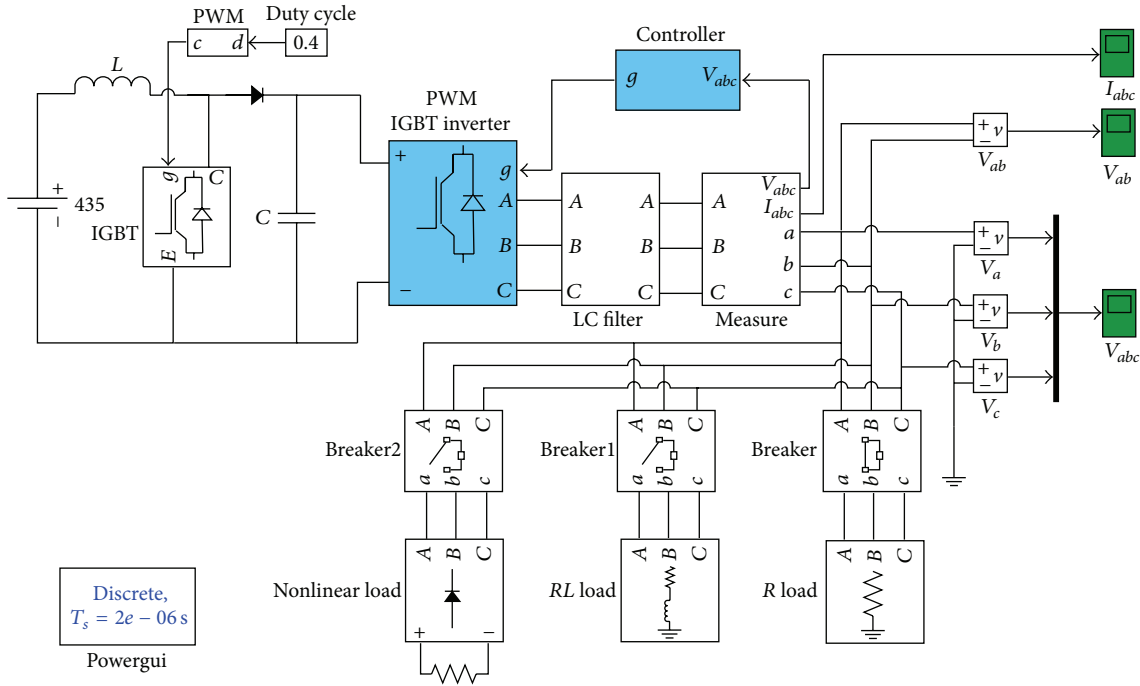 PWM
Duty cycle
c d
0.4
L
435
g C
IGBT
E
C
PWM
IGBT inverter
+
−
g
A
B
C
Controller
g V_abc
A A
B B
C C
LC filter
A
B
C
V_abc
I_abc
a
b
c
Measure
I_abc
+
− v
V_ab
V_ab
+
− v
V_a
+
− v
V_b
+
− v
V_c
V_abc
A B C
Breaker2
a b c
A B C
Breaker1
a b c
A B C
Breaker
a b c
A B C
Nonlinear load
+ −
A B C
RL load
A B C
R load
Discrete,
T_s = 2e − 06 s
Powergui